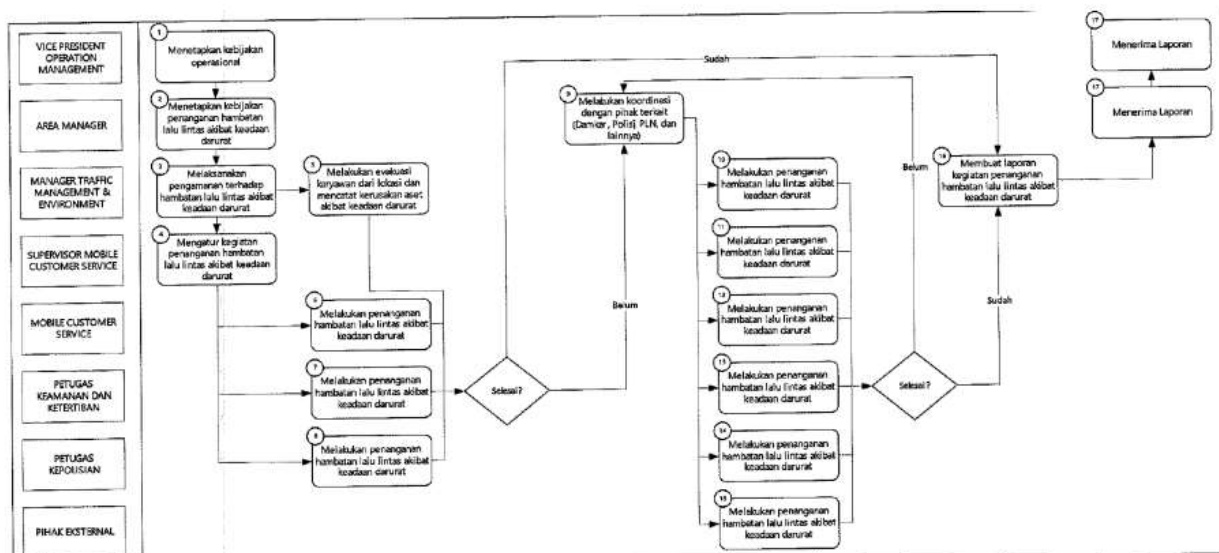 VICE PRESIDENT
OPERATION
MANAGEMENT
AREA MANAGER
MANAGER TRAFFIC
MANAGEMENT &
ENVIRONMENT
SUPERVISOR MOBILE
CUSTOMER SERVICE
MOBILE CUSTOMER
SERVICE
PETUGAS
KEAMANAN DAN
KETERTIBAN
PETUGAS
KEPOLISIAN
PIHAK EKSTERNAL
1
Menetapkan kebijakan
operasional
2
Menetapkan kebijakan
penanganan hambatan
lalu lintas akibat keadaan
darurat
3
Melaksanakan
pengamanan terhadap
hambatan lalu lintas akibat
keadaan darurat
4
Mengatur kegiatan
penanganan hambatan
lalu lintas akibat keadaan
darurat
5
Melakukan evakuasi
karyawan dari lokasi dan
mencatat kerusakan aset
akibat keadaan darurat
6
Melakukan penanganan
hambatan lalu lintas akibat
keadaan darurat
7
Melakukan penanganan
hambatan lalu lintas akibat
keadaan darurat
8
Melakukan penanganan
hambatan lalu lintas akibat
keadaan darurat
Selesai?
Sudah
Belum
9
Melakukan koordinasi
dengan pihak terkait
(Damkar, Polisi, PLN, dan
lainnya)
10
Melakukan penanganan
hambatan lalu lintas akibat
keadaan darurat
11
Melakukan penanganan
hambatan lalu lintas akibat
keadaan darurat
12
Melakukan penanganan
hambatan lalu lintas akibat
keadaan darurat
13
Melakukan penanganan
hambatan lalu lintas akibat
keadaan darurat
14
Melakukan penanganan
hambatan lalu lintas akibat
keadaan darurat
15
Melakukan penanganan
hambatan lalu lintas akibat
keadaan darurat
Selesai?
Belum
Sudah
16
Membuat laporan
kegiatan penanganan
hambatan lalu lintas akibat
keadaan darurat
17
Menerima Laporan
17
Menerima Laporan